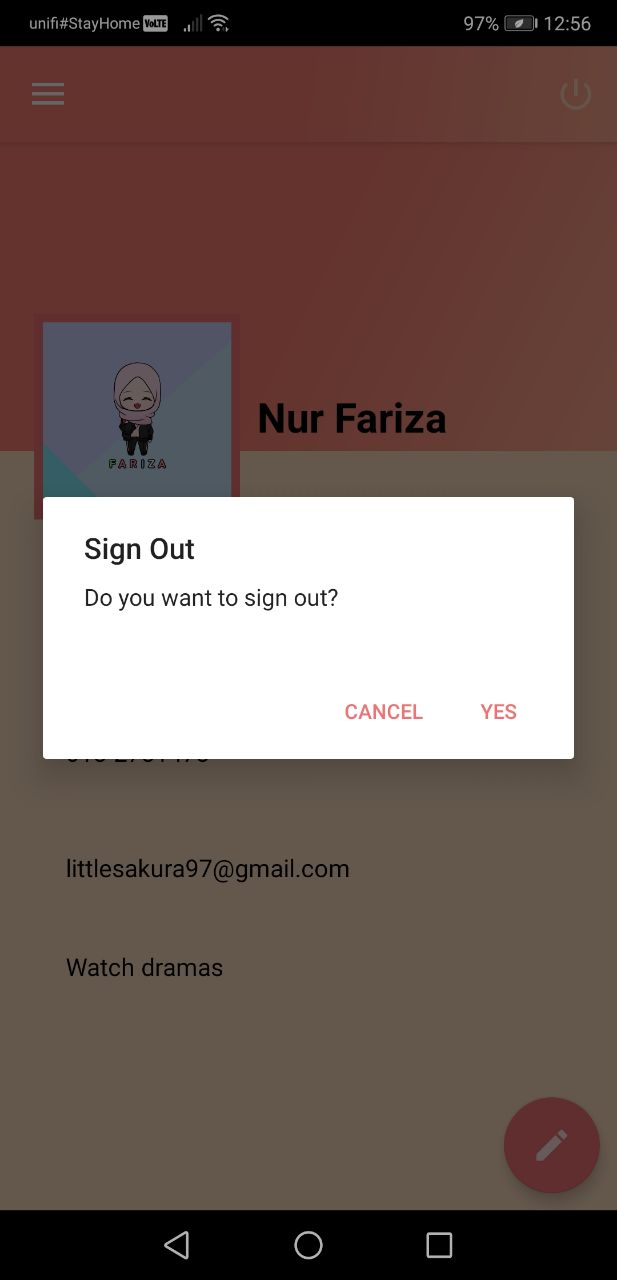 unifi#StayHome VoLTE 97% 12:56
Nur Fariza
FARIZA
Sign Out
Do you want to sign out?
CANCEL YES
littlesakura97@gmail.com
Watch dramas